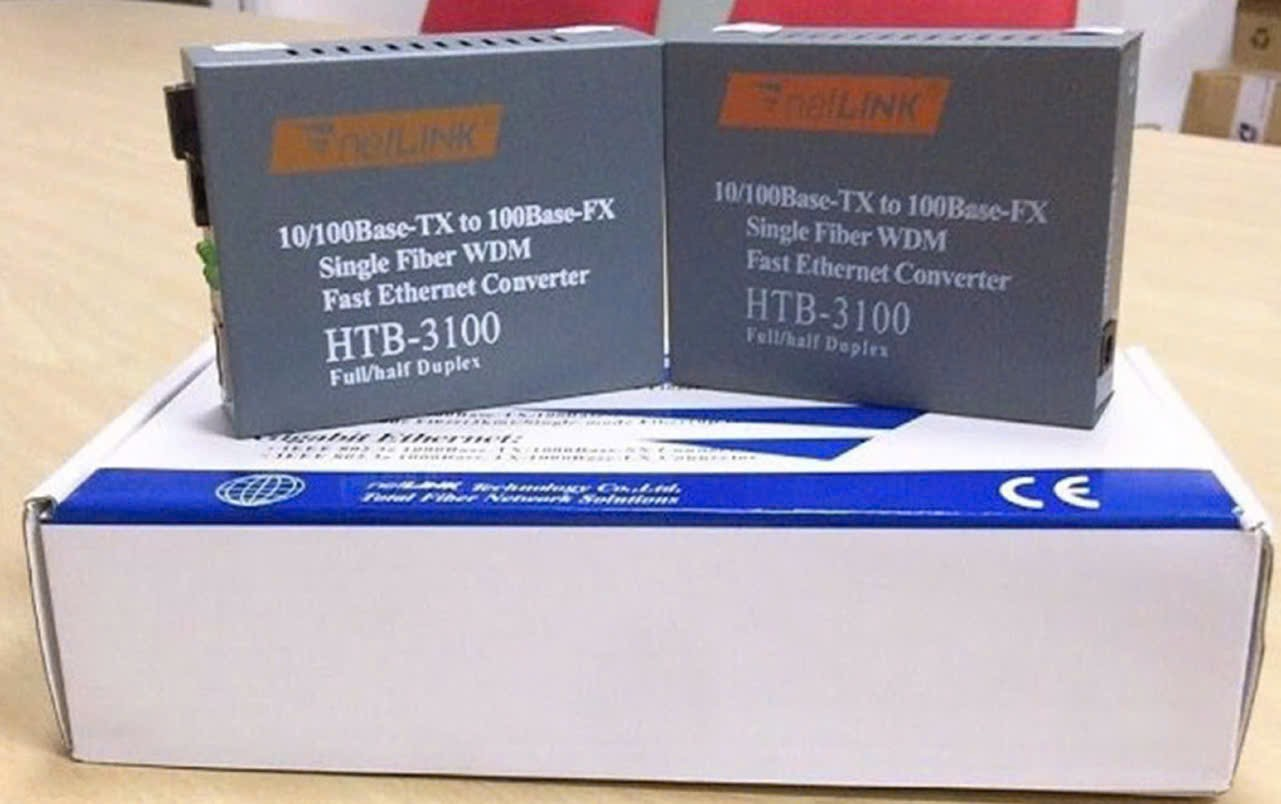 netLINK
10/100Base-TX to 100Base-FX
Single Fiber WDM
Fast Ethernet Converter
HTB-3100
Full/half Duplex
netLINK
10/100Base-TX to 100Base-FX
Single Fiber WDM
Fast Ethernet Converter
HTB-3100
Full/half Duplex
Gigabit Ethernet:
netLINK Technology Co.,Ltd.
Total Fiber Network Solutions
CE